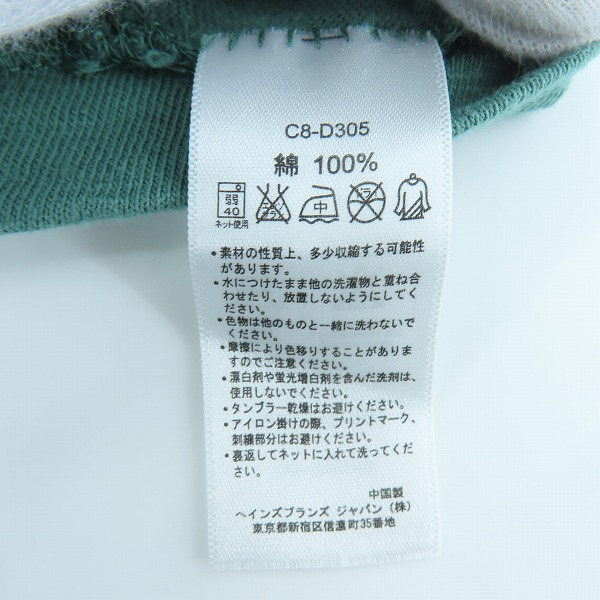 C8-D305
綿 100%
弱
40
ネット使用
エンソ
サラシ
中
ドライ
・素材の性質上、多少収縮する可能性
があります。
・水につけたまま他の洗濯物と重ね合
わせたり、放置しないようにしてく
ださい。
・色物は他のものと一緒に洗わないで
ください。
・摩擦により色移りすることがありま
すのでご注意ください。
・漂白剤や蛍光増白剤を含んだ洗剤は、
使用しないでください。
・タンブラー乾燥はお避けください。
・アイロン掛けの際、プリントマーク、
刺繍部分はお避けください。
・裏返してネットに入れて洗ってくだ
さい。
中国製
ヘインズブランズ ジャパン（株）
東京都新宿区信濃町35番地